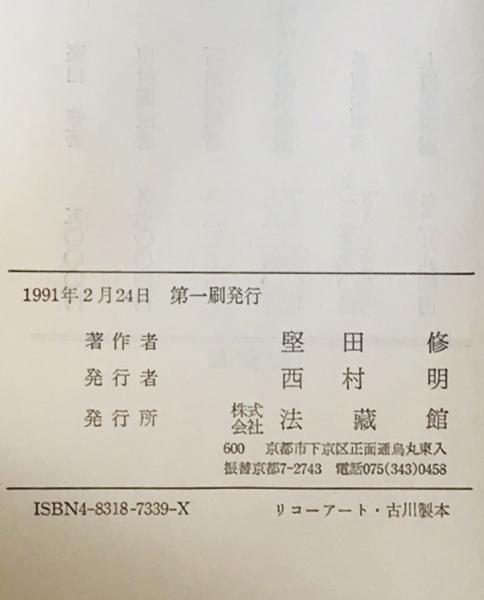 1991年2月24日　第一刷発行
著作者　堅田修
発行者　西村明
発行所　株式会社 法藏館
600　京都市下京区正面通烏丸東入
振替京都7-2743　電話075(343)0458
ISBN4-8318-7339-X　リコーアート・古川製本